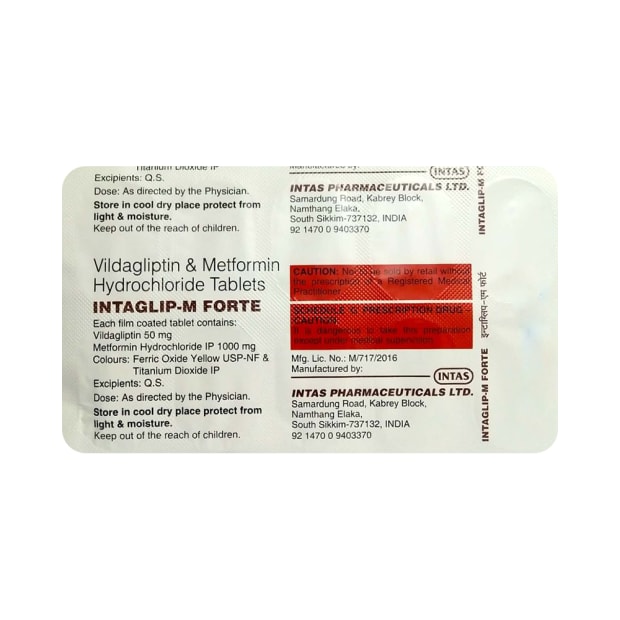 Titanium Dioxide IP
Excipients: Q.S.
Dose: As directed by the Physician.
Store in cool dry place protect from
light & moisture.
Keep out of the reach of children.
Vildagliptin & Metformin
Hydrochloride Tablets
INTAGLIP-M FORTE
Each film coated tablet contains:
Vildagliptin 50 mg
Metformin Hydrochloride IP 1000 mg
Colours: Ferric Oxide Yellow USP-NF &
Titanium Dioxide IP
Excipients: Q.S.
Dose: As directed by the Physician.
Store in cool dry place protect from
light & moisture.
Keep out of the reach of children.
Manufactured by:
INTAS
INTAS PHARMACEUTICALS LTD.
Samardung Road, Kabrey Block,
Namthang Elaka,
South Sikkim-737132, INDIA
92 1470 0 9403370
CAUTION: Not to be sold by retail without
the prescription of a Registered Medical
Practitioner.
SCHEDULE 'G' PRESCRIPTION DRUG -
CAUTION:
It is dangerous to take this preparation
except under medical supervision.
Mfg. Lic. No.: M/717/2016
Manufactured by:
INTAS
INTAS PHARMACEUTICALS LTD.
Samardung Road, Kabrey Block,
Namthang Elaka,
South Sikkim-737132, INDIA
92 1470 0 9403370
INTAGLIP-M FORTE
इन्टाग्लिप-एम फोर्ट
INTAGLIP-M FORTE